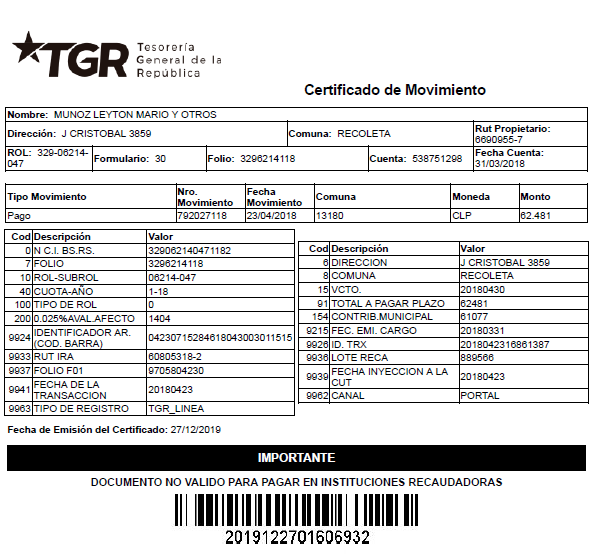 TGR Tesorería
General de la
República
Certificado de Movimiento
Nombre: MUNOZ LEYTON MARIO Y OTROS
Dirección: J CRISTOBAL 3859 Comuna: RECOLETA Rut Propietario: 6690955-7
ROL: 329-06214-047 Formulario: 30 Folio: 3296214118 Cuenta: 538751298 Fecha Cuenta: 31/03/2018
Tipo Movimiento Nro. Movimiento Fecha Movimiento Comuna Moneda Monto
Pago 792027118 23/04/2018 13180 CLP 62.481
Cod Descripción Valor
0 N C.I. BS.RS. 329062140471182
7 FOLIO 3296214118
10 ROL-SUBROL 06214-047
40 CUOTA-AÑO 1-18
100 TIPO DE ROL 0
200 0.025%AVAL.AFECTO 1404
9924 IDENTIFICADOR AR. (COD. BARRA) 04230715284618043003011515
9933 RUT IRA 60805318-2
9937 FOLIO F01 9705804230
9941 FECHA DE LA TRANSACCION 20180423
9963 TIPO DE REGISTRO TGR_LINEA
Cod Descripción Valor
6 DIRECCION J CRISTOBAL 3859
8 COMUNA RECOLETA
15 VCTO. 20180430
91 TOTAL A PAGAR PLAZO 62481
154 CONTRIB.MUNICIPAL 61077
9215 FEC. EMI. CARGO 20180331
9926 ID. TRX 2018042316861387
9936 LOTE RECA 889566
9939 FECHA INYECCION A LA CUT 20180423
9962 CANAL PORTAL
Fecha de Emisión del Certificado: 27/12/2019
IMPORTANTE
DOCUMENTO NO VALIDO PARA PAGAR EN INSTITUCIONES RECAUDADORAS
2019122701606932